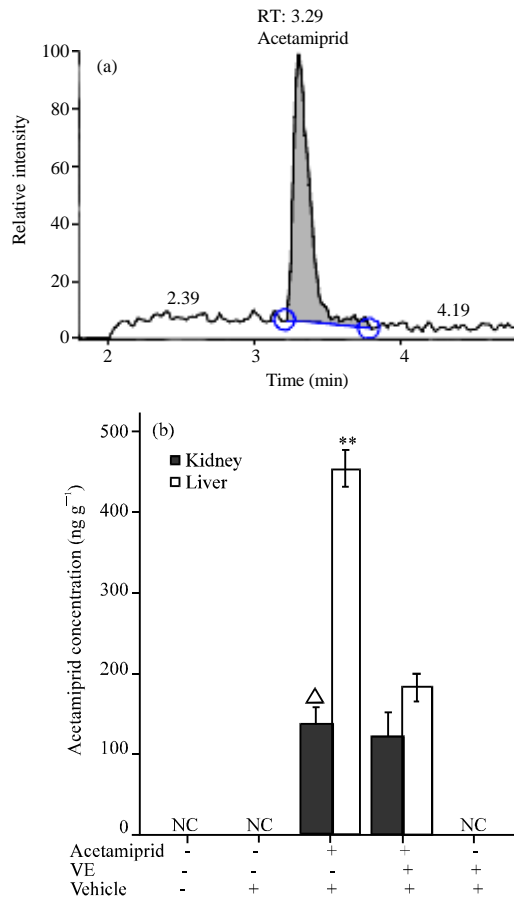 RT: 3.29
Acetamiprid
(a)
100
80
60
40
20
0
Relative intensity
2.39
4.19
2 3 4
Time (min)
(b)
Kidney
Liver
**
500
400
300
200
100
0
Acetamiprid concentration (ng g⁻¹)
NC NC NC
Acetamiprid - - + + -
VE - - - + +
Vehicle - + + + +